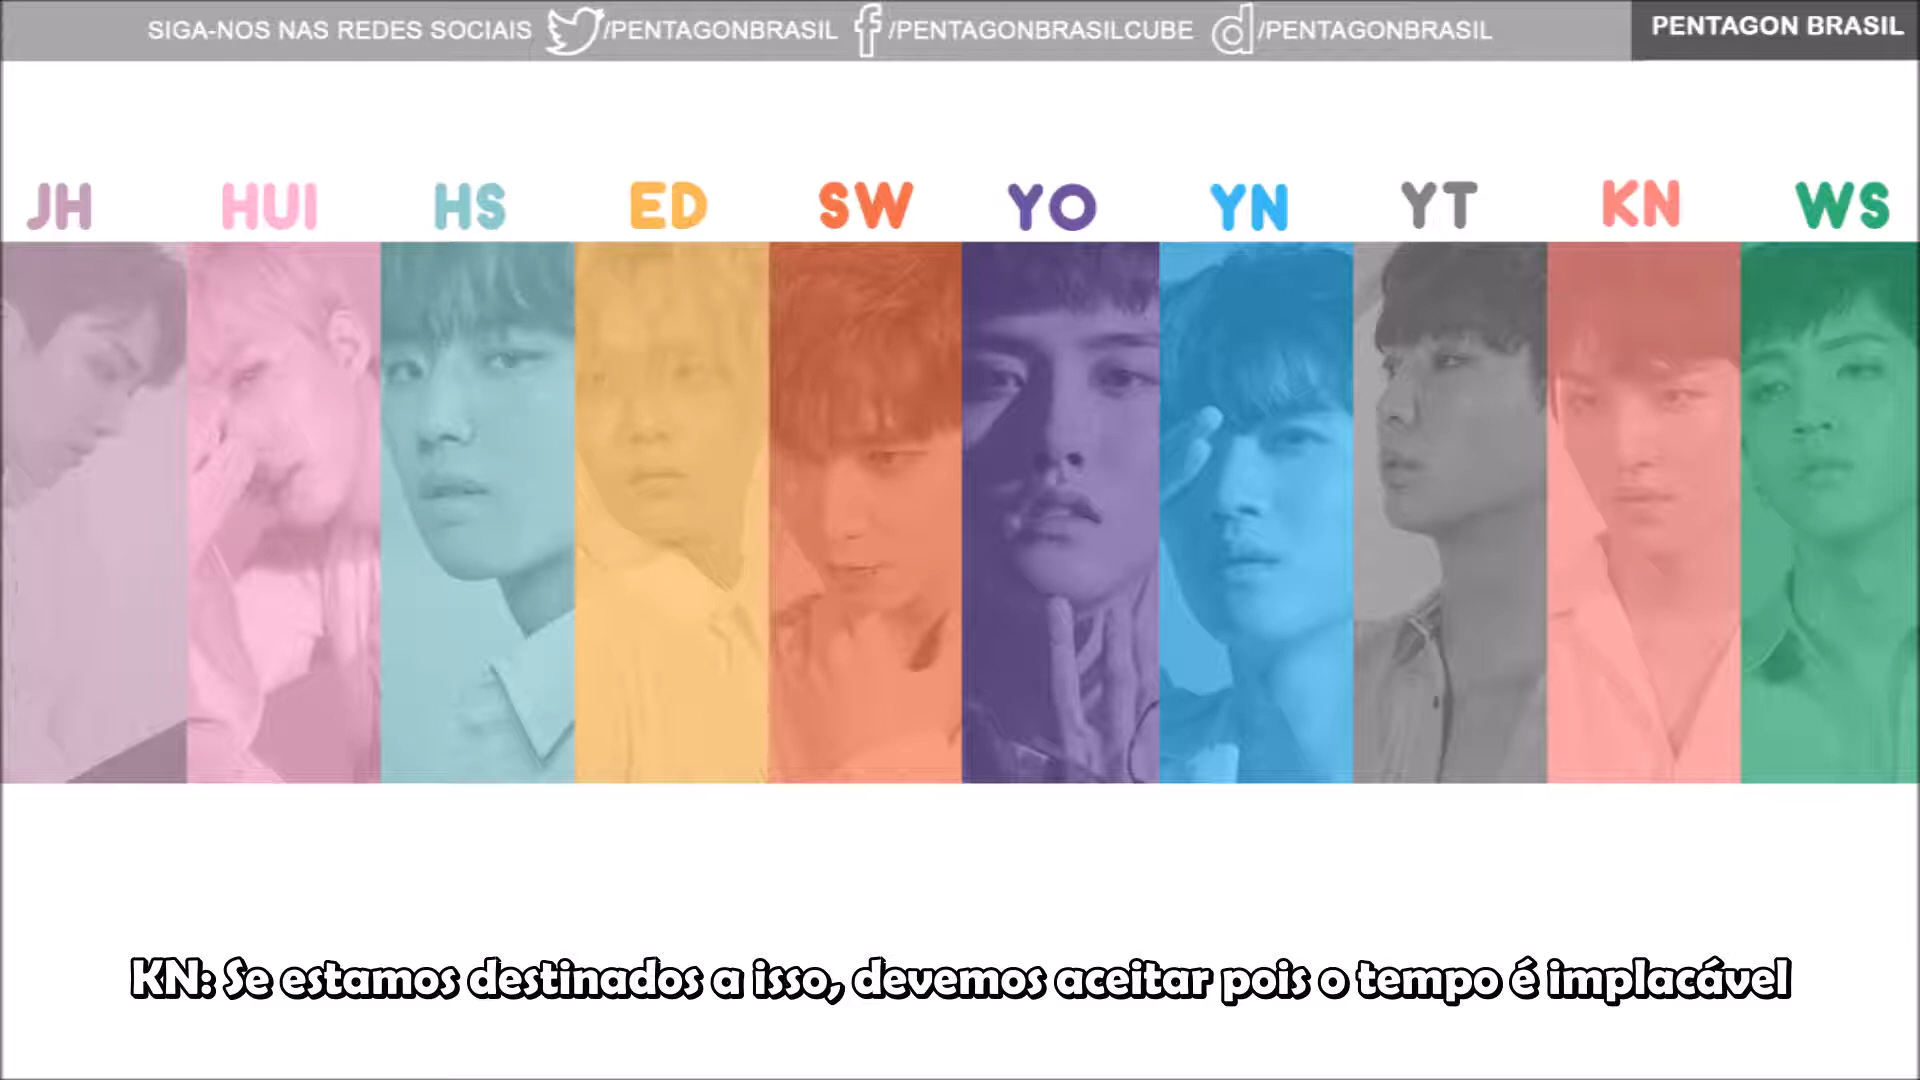 SIGA-NOS NAS REDES SOCIAIS /PENTAGONBRASIL /PENTAGONBRASILCUBE /PENTAGONBRASIL PENTAGON BRASIL
JH HUI HS ED SW YO YN YT KN WS
KN: Se estamos destinados a isso, devemos aceitar pois o tempo é implacável